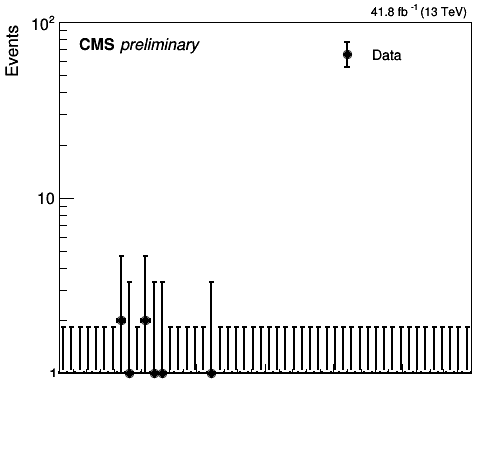 41.8 fb⁻¹ (13 TeV)
10²
CMS preliminary
Data
Events
10
1